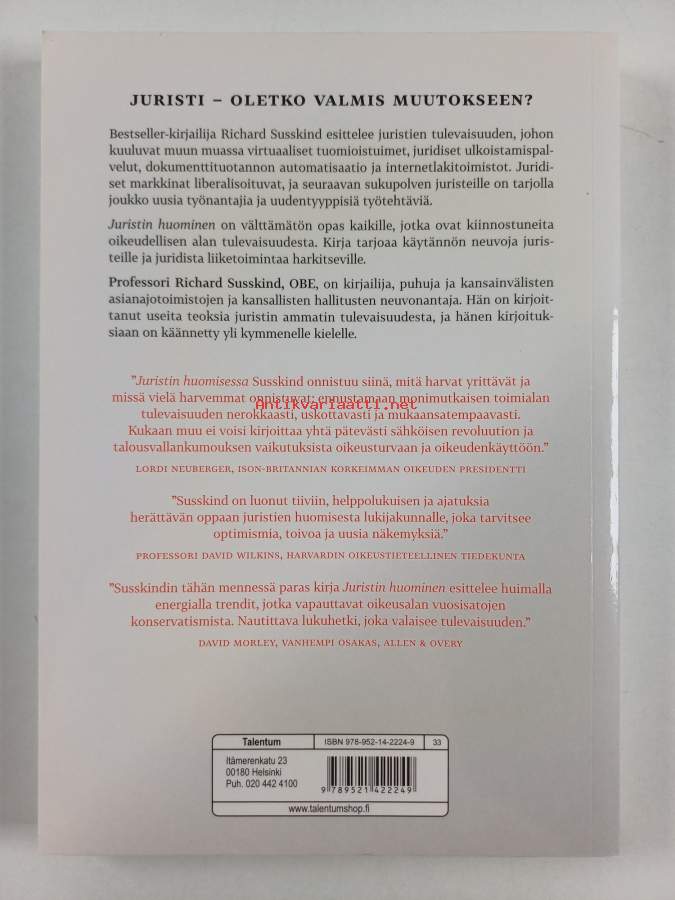 JURISTI – OLETKO VALMIS MUUTOKSEEN?
Bestseller-kirjailija Richard Susskind esittelee juristien tulevaisuuden, johon
kuuluvat muun muassa virtuaaliset tuomioistuimet, juridiset ulkoistamispal-
velut, dokumenttituotannon automatisaatio ja internetlakitoimistot. Juridi-
set markkinat liberalisoituvat, ja seuraavan sukupolven juristeille on tarjolla
joukko uusia työnantajia ja uudentyyppisiä työtehtäviä.
Juristin huominen on välttämätön opas kaikille, jotka ovat kiinnostuneita
oikeudellisen alan tulevaisuudesta. Kirja tarjoaa käytännön neuvoja juris-
teille ja juridista liiketoimintaa harkitseville.
Professori Richard Susskind, OBE, on kirjailija, puhuja ja kansainvälisten
asianajotoimistojen ja kansallisten hallitusten neuvonantaja. Hän on kirjoit-
tanut useita teoksia juristin ammatin tulevaisuudesta, ja hänen kirjoituk-
siaan on käännetty yli kymmenelle kielelle.
”Juristin huomisessa Susskind onnistuu siinä, mitä harvat yrittävät ja
missä vielä harvemmat onnistuvat: ennustamaan monimutkaisen toimialan
Antikvariaatti.net
tulevaisuuden nerokkaasti, uskottavasti ja mukaansatempaavasti.
Kukaan muu ei voisi kirjoittaa yhtä pätevästi sähköisen revoluution ja
talousvallankumouksen vaikutuksista oikeusturvaan ja oikeudenkäyttöön.”
LORDI NEUBERGER, ISON-BRITANNIAN KORKEIMMAN OIKEUDEN PRESIDENTTI
”Susskind on luonut tiiviin, helppolukuisen ja ajatuksia
herättävän oppaan juristien huomisesta lukijakunnalle, joka tarvitsee
optimismia, toivoa ja uusia näkemyksiä.”
PROFESSORI DAVID WILKINS, HARVARDIN OIKEUSTIETEELLINEN TIEDEKUNTA
”Susskindin tähän mennessä paras kirja Juristin huominen esittelee huimalla
energialla trendit, jotka vapauttavat oikeusalan vuosisatojen
konservatismista. Nautittava lukuhetki, joka valaisee tulevaisuuden.”
DAVID MORLEY, VANHEMPI OSAKAS, ALLEN & OVERY
Talentum ISBN 978-952-14-2224-9 33
Itämerenkatu 23
00180 Helsinki
Puh. 020 442 4100
9 789521 422249
www.talentumshop.fi